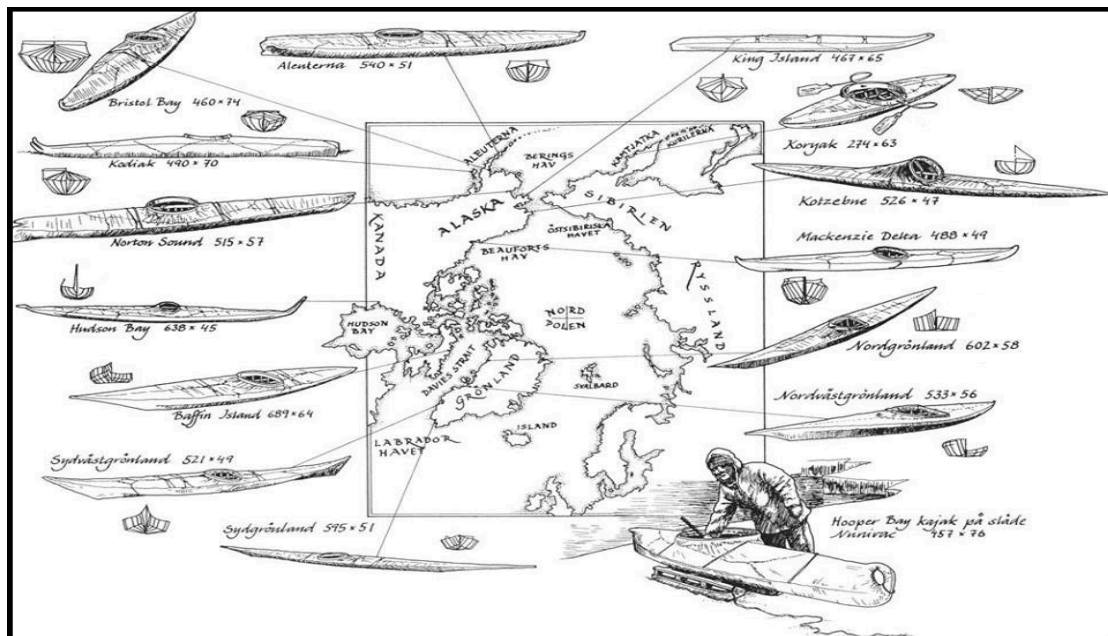 Bristol Bay 460×74
Aleuterna 540×51
King Island 467×65
Kodiak 490×70
Koryak 274×63
Norton Sound 515×57
Kotzebne 526×47
Mackenzie Delta 488×49
Hudson Bay 638×45
Nordgrönland 602×58
Baffin Island 689×64
Nordvästgrönland 533×56
Sydvästgrönland 521×49
Sydgrönland 595×51
Hooper Bay kajak på släde
Nunivac 457×76
ALEUTERNA
BERINGS
HAV
KAMTJATKA
KURILERNA
ALASKA
SIBIRIEN
KANADA
ÖSTSIBIRISKA
HAVET
BEAUFORTS
HAV
RYSSLAND
HUDSON
BAY
NORD
POLEN
DAVIES STRAIT
GRÖNLAND
SVALBARD
ISLAND
LABRADOR
HAVET